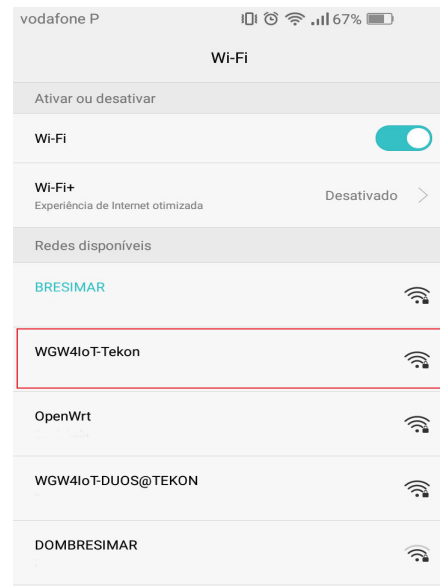 vodafone P 67%
Wi-Fi
Ativar ou desativar
Wi-Fi
Wi-Fi+
Experiência de Internet otimizada
Desativado
Redes disponíveis
BRESIMAR
WGW4IoT-Tekon
OpenWrt
WGW4IoT-DUOS@TEKON
DOMBRESIMAR